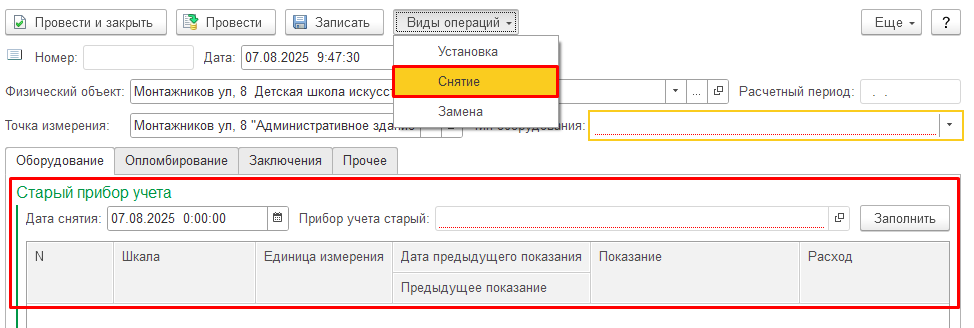 Провести и закрыть Провести Записать Виды операций Еще ?
Установка
Номер: Дата: 07.08.2025 9:47:30
Снятие
Физический объект: Монтажников ул, 8 Детская школа искусст ... Расчетный период: . .
Замена
Точка измерения: Монтажников ул, 8 "Административное здание оборудования:
Оборудование Опломбирование Заключения Прочее
Старый прибор учета
Дата снятия: 07.08.2025 0:00:00 Прибор учета старый: Заполнить
N Шкала Единица измерения Дата предыдущего показания Показание Расход
Предыдущее показание